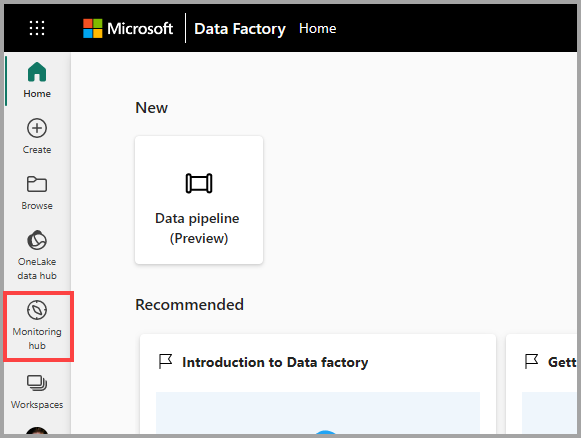 Microsoft Data Factory Home
Home
Create
Browse
OneLake
data hub
Monitoring
hub
Workspaces
New
Data pipeline
(Preview)
Recommended
Introduction to Data factory
Gett